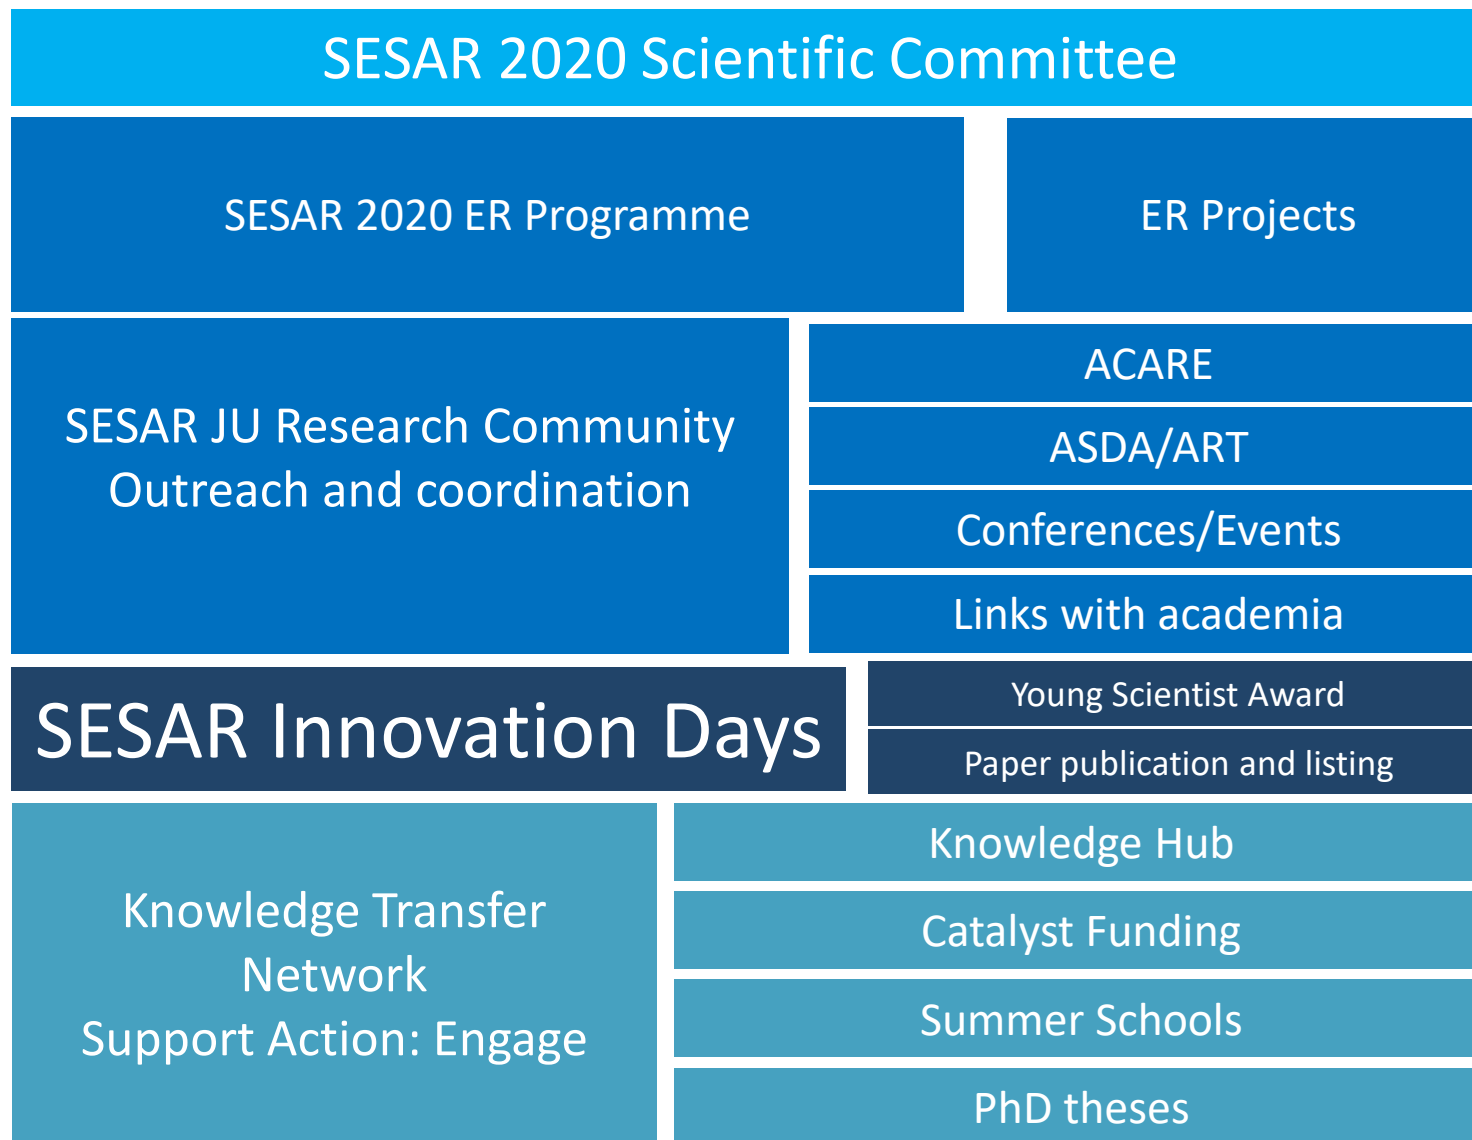 SESAR 2020 Scientific Committee
SESAR 2020 ER Programme
ER Projects
SESAR JU Research Community
Outreach and coordination
ACARE
ASDA/ART
Conferences/Events
Links with academia
SESAR Innovation Days
Young Scientist Award
Paper publication and listing
Knowledge Transfer
Network
Support Action: Engage
Knowledge Hub
Catalyst Funding
Summer Schools
PhD theses